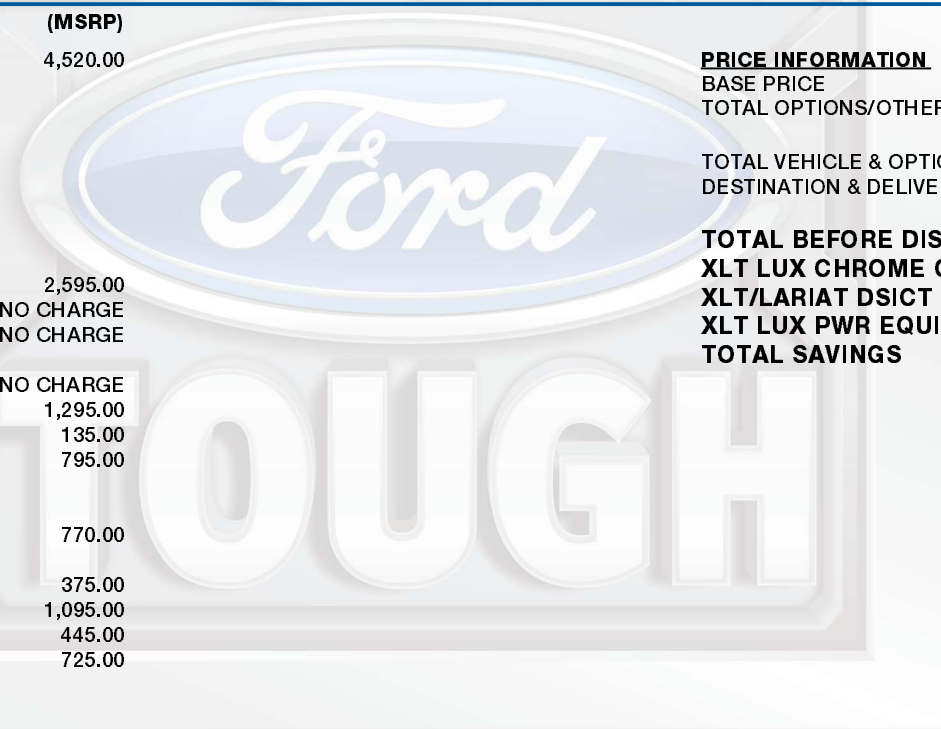 (MSRP)
4,520.00
2,595.00
NO CHARGE
NO CHARGE
NO CHARGE
1,295.00
135.00
795.00
770.00
375.00
1,095.00
445.00
725.00
PRICE INFORMATION
BASE PRICE
TOTAL OPTIONS/OTHER
TOTAL VEHICLE & OPTIO
DESTINATION & DELIVE
TOTAL BEFORE DIS
XLT LUX CHROME
XLT/LARIAT DSICT
XLT LUX PWR EQUI
TOTAL SAVINGS
Ford
TOUGH